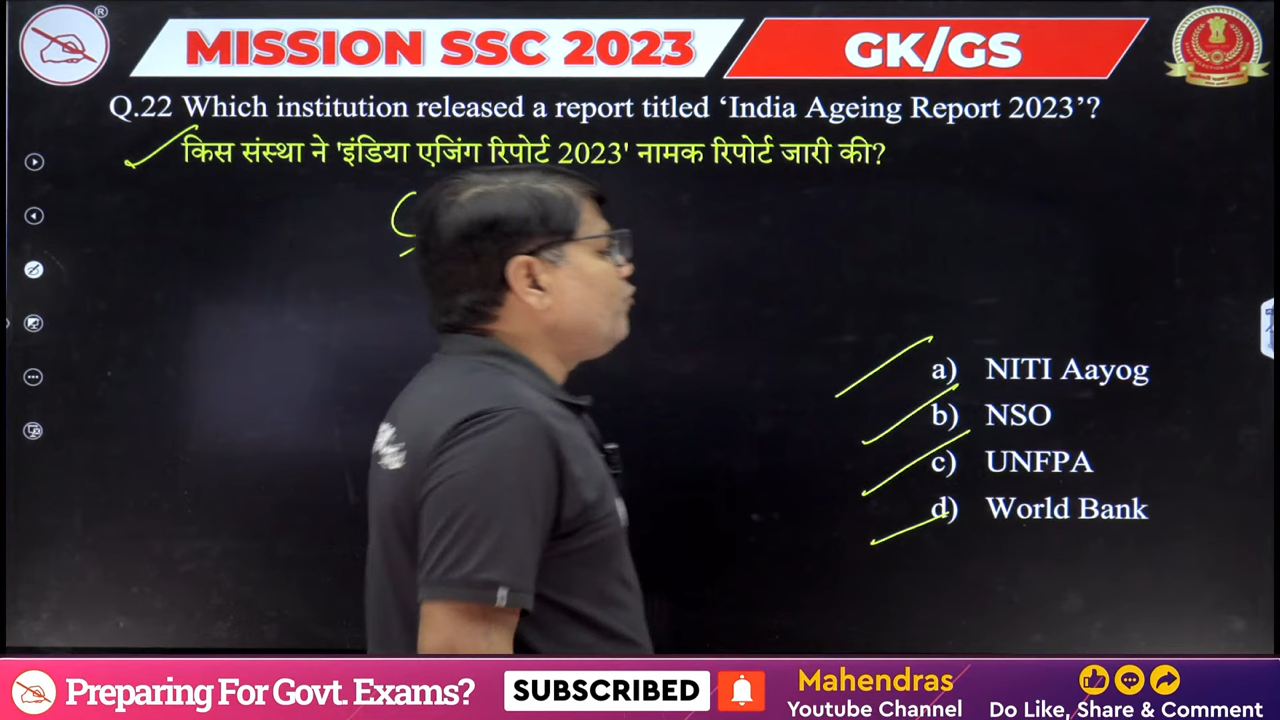 MISSION SSC 2023
GK/GS
Q.22 Which institution released a report titled ‘India Ageing Report 2023’?
किस संस्था ने 'इंडिया एजिंग रिपोर्ट 2023' नामक रिपोर्ट जारी की?
a) NITI Aayog
b) NSO
c) UNFPA
d) World Bank
Preparing For Govt. Exams?
SUBSCRIBED
Mahendras
Youtube Channel
Do Like, Share & Comment